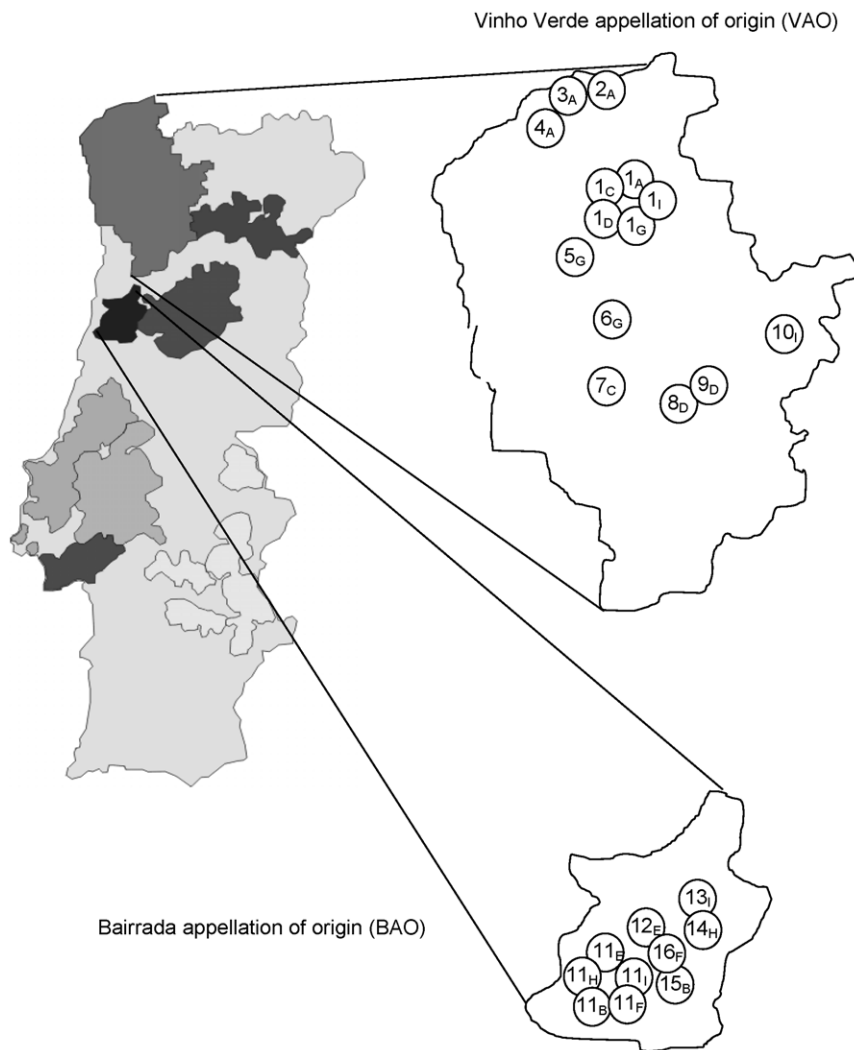 Vinho Verde appellation of origin (VAO)
2A
3A
4A
1A
1C
1I
1D
1G
5G
6G
10I
7C
9D
8D
Bairrada appellation of origin (BAO)
13I
12E
14H
11E
16F
11H
11I
15B
11B
11F